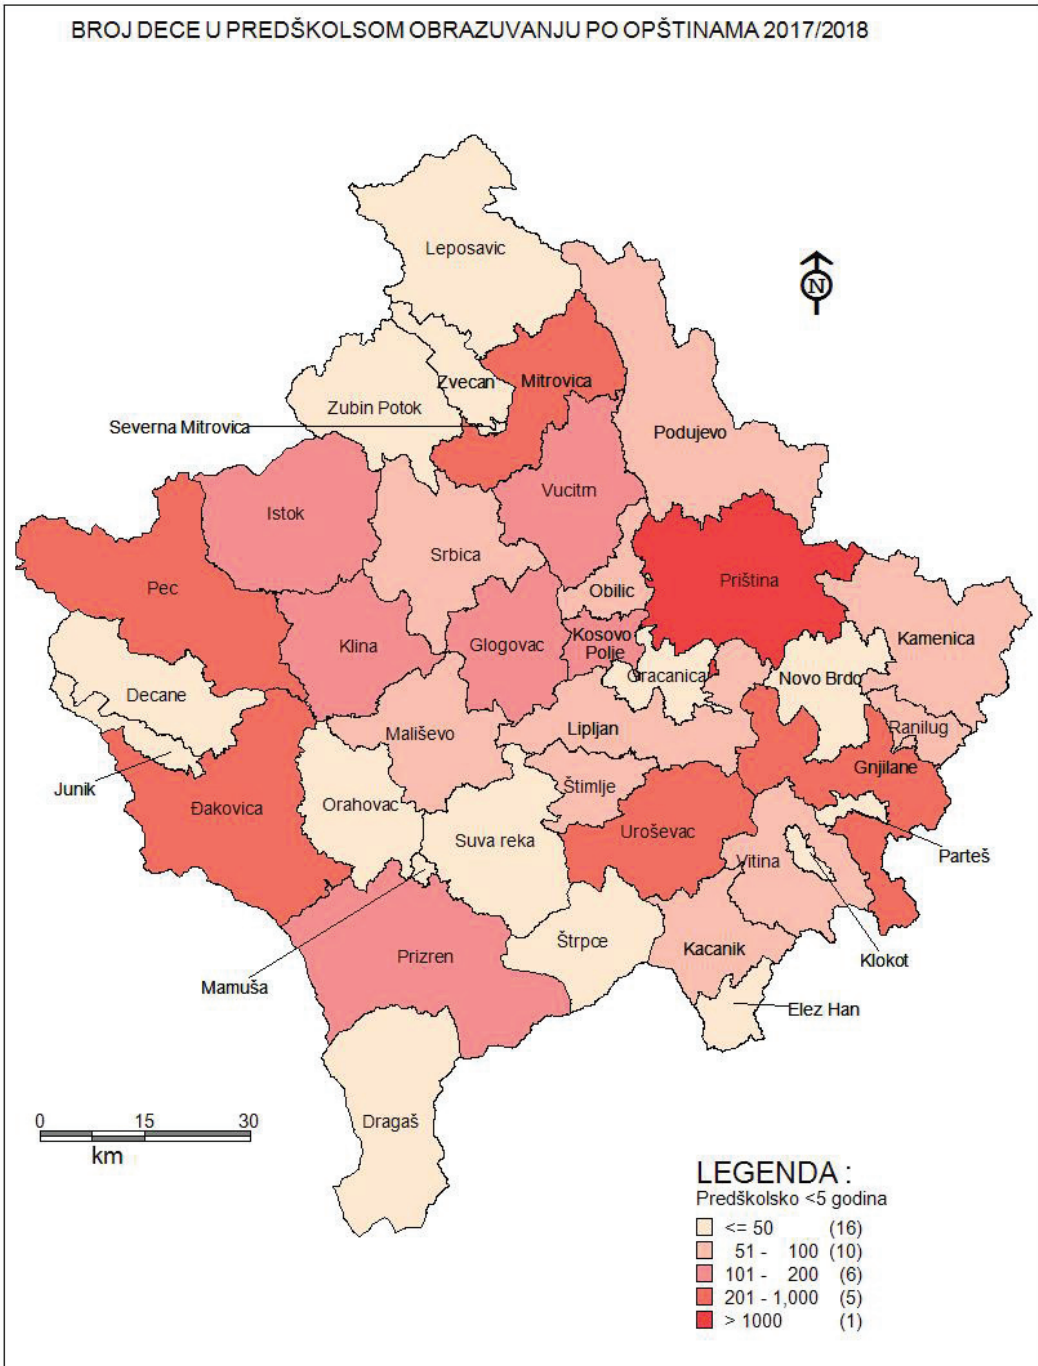 BROJ DECE U PREDŠKOLSOM OBRAZUVANJU PO OPŠTINAMA 2017/2018
Leposavic
N
Zvecan
Mitrovica
Zubin Potok
Severna Mitrovica
Podujevo
Vucitrn
Istok
Srbica
Priština
Pec
Obilic
Kosovo
Polje
Klina
Glogovac
Kamenica
Gracanica
Novo Brdo
Decane
Ranilug
Mališevo
Lipljan
Gnjilane
Junik
Štimlje
Đakovica
Orahovac
Uroševac
Suva reka
Parteš
Vitina
Štrpce
Kacanik
Klokot
Prizren
Mamuša
Elez Han
Dragaš
0 15 30
km
LEGENDA :
Predškolsko <5 godina
<= 50 (16)
51 - 100 (10)
101 - 200 (6)
201 - 1,000 (5)
> 1000 (1)